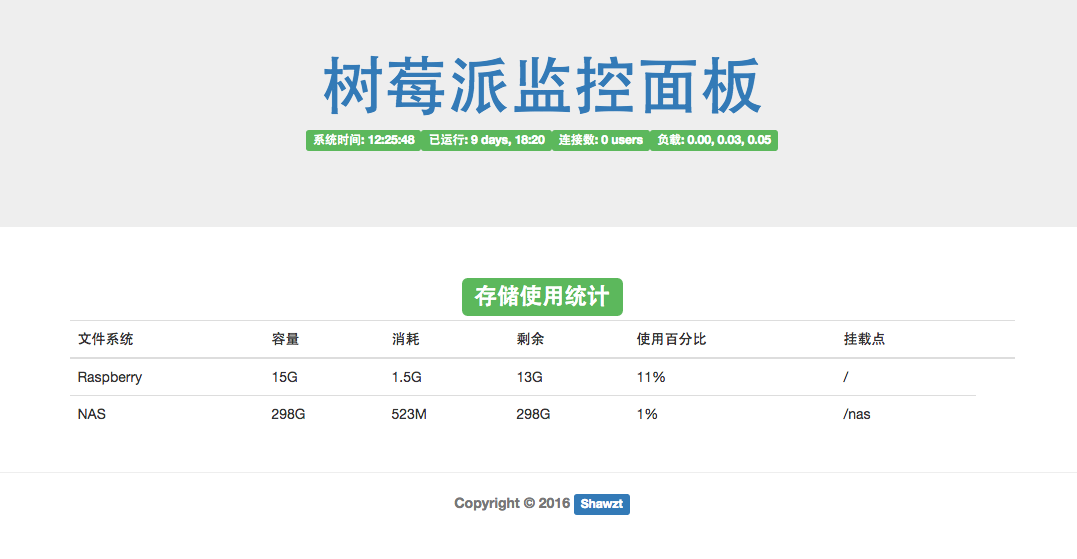 树莓派监控面板
系统时间: 12:25:48 已运行: 9 days, 18:20 连接数: 0 users 负载: 0.00, 0.03, 0.05
存储使用统计
文件系统 容量 消耗 剩余 使用百分比 挂载点
Raspberry 15G 1.5G 13G 11% /
NAS 298G 523M 298G 1% /nas
Copyright © 2016 Shawzt